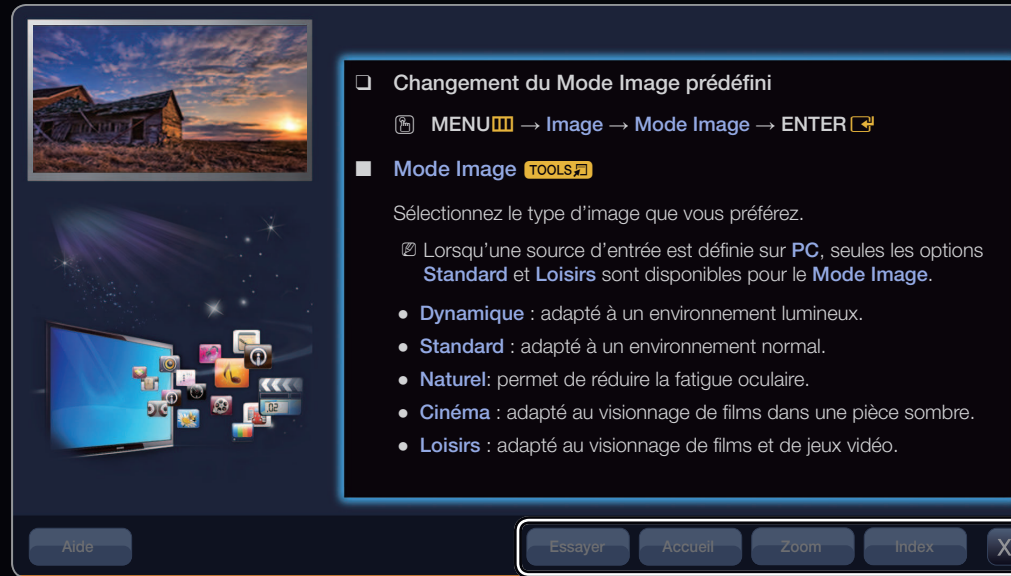 ❑ Changement du Mode Image prédéfini
MENU → Image → Mode Image → ENTER
■ Mode Image TOOLS
Sélectionnez le type d’image que vous préférez.
Lorsqu’une source d’entrée est définie sur PC, seules les options
Standard et Loisirs sont disponibles pour le Mode Image.
● Dynamique : adapté à un environnement lumineux.
● Standard : adapté à un environnement normal.
● Naturel: permet de réduire la fatigue oculaire.
● Cinéma : adapté au visionnage de films dans une pièce sombre.
● Loisirs : adapté au visionnage de films et de jeux vidéo.
Aide Essayer Accueil Zoom Index X